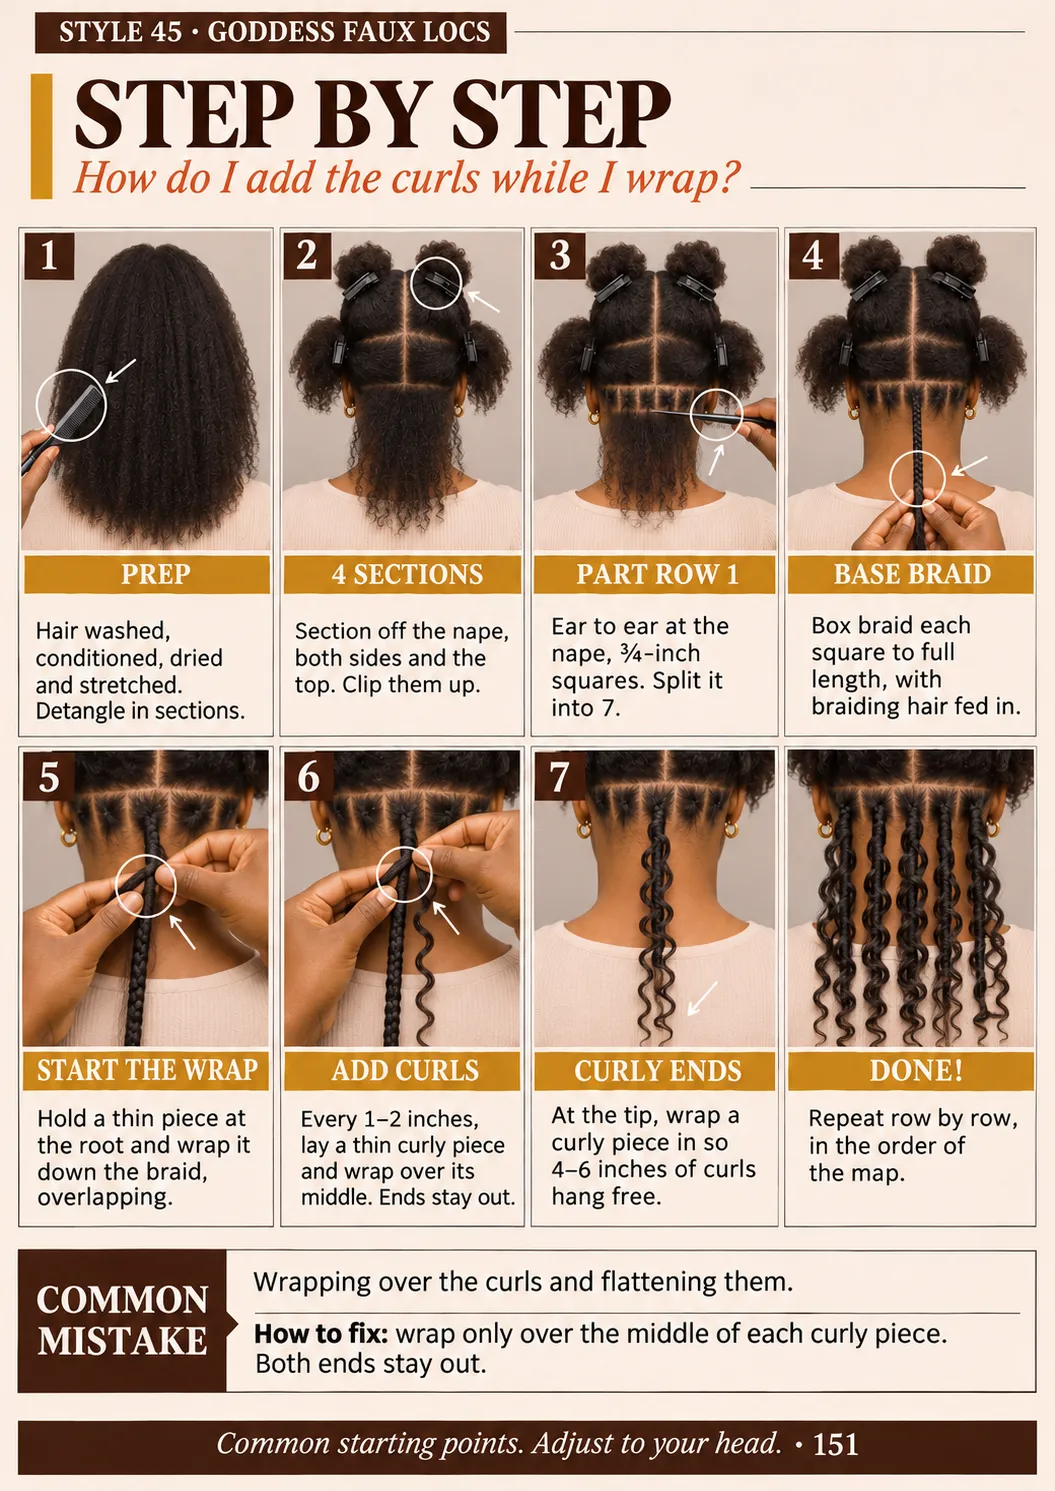 STYLE 45 · GODDESS FAUX LOCS
STEP BY STEP
How do I add the curls while I wrap?
1
PREP
Hair washed,
conditioned, dried
and stretched.
Detangle in sections.
2
4 SECTIONS
Section off the nape,
both sides and the
top. Clip them up.
3
PART ROW 1
Ear to ear at the
nape, ¾-inch
squares. Split it
into 7.
4
BASE BRAID
Box braid each
square to full
length, with
braiding hair fed in.
5
START THE WRAP
Hold a thin piece at
the root and wrap it
down the braid,
overlapping.
6
ADD CURLS
Every 1–2 inches,
lay a thin curly piece
and wrap over its
middle. Ends stay out.
7
CURLY ENDS
At the tip, wrap a
curly piece in so
4–6 inches of curls
hang free.
DONE!
Repeat row by row,
in the order of
the map.
COMMON
MISTAKE
Wrapping over the curls and flattening them.
How to fix: wrap only over the middle of each curly piece.
Both ends stay out.
Common starting points. Adjust to your head. · 151